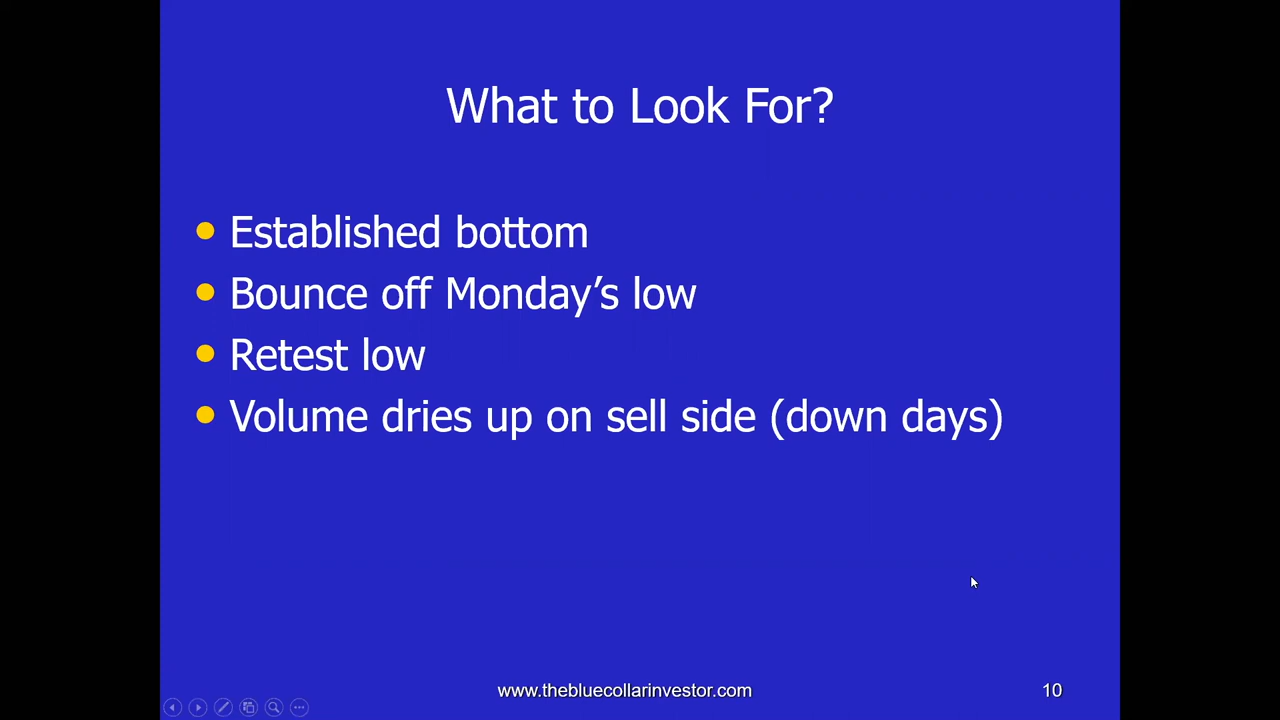 What to Look For?
Established bottom
Bounce off Monday’s low
Retest low
Volume dries up on sell side (down days)
www.thebluecollarinvestor.com
10